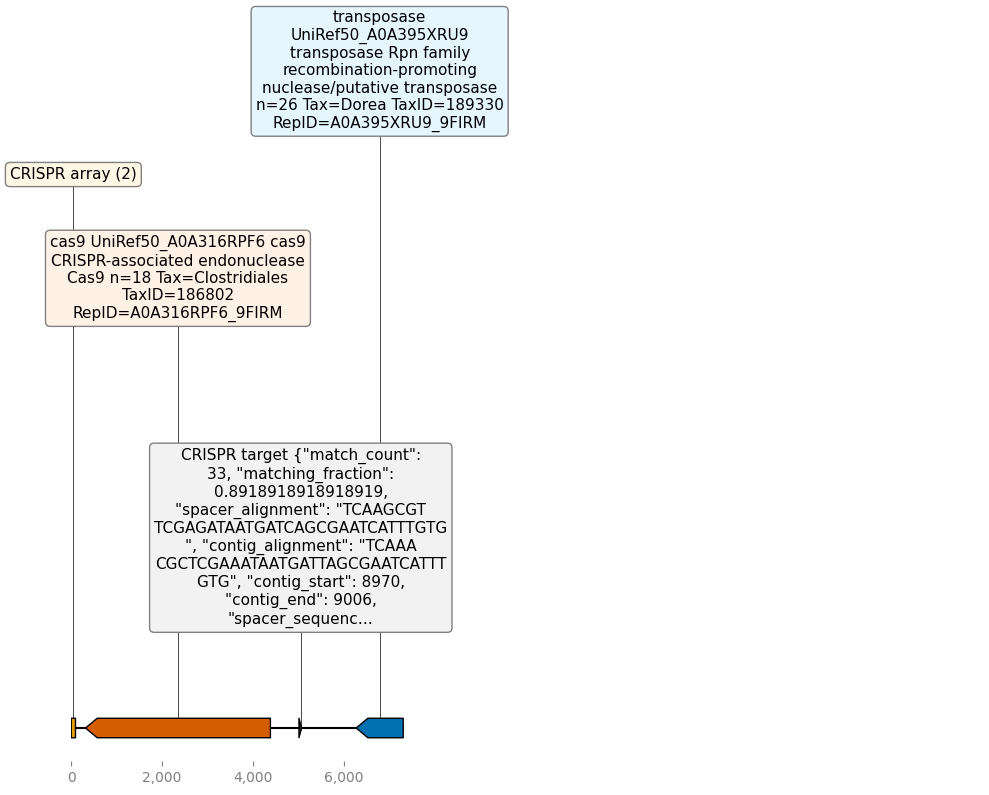 transposase
UniRef50_A0A395XRU9
transposase Rpn family
recombination-promoting
nuclease/putative transposase
n=26 Tax=Dorea TaxID=189330
RepID=A0A395XRU9_9FIRM
CRISPR array (2)
cas9 UniRef50_A0A316RPF6 cas9
CRISPR-associated endonuclease
Cas9 n=18 Tax=Clostridiales
TaxID=186802
RepID=A0A316RPF6_9FIRM
CRISPR target {"match_count":
33, "matching_fraction":
0.8918918918918919,
"spacer_alignment": "TCAAGCGT
TCGAGATAATGATCAGCGAATCATTTGTG
", "contig_alignment": "TCAAA
CGCTCGAAATAATGATTAGCGAATCATTT
GTG", "contig_start": 8970,
"contig_end": 9006,
"spacer_sequenc...
0
2,000
4,000
6,000